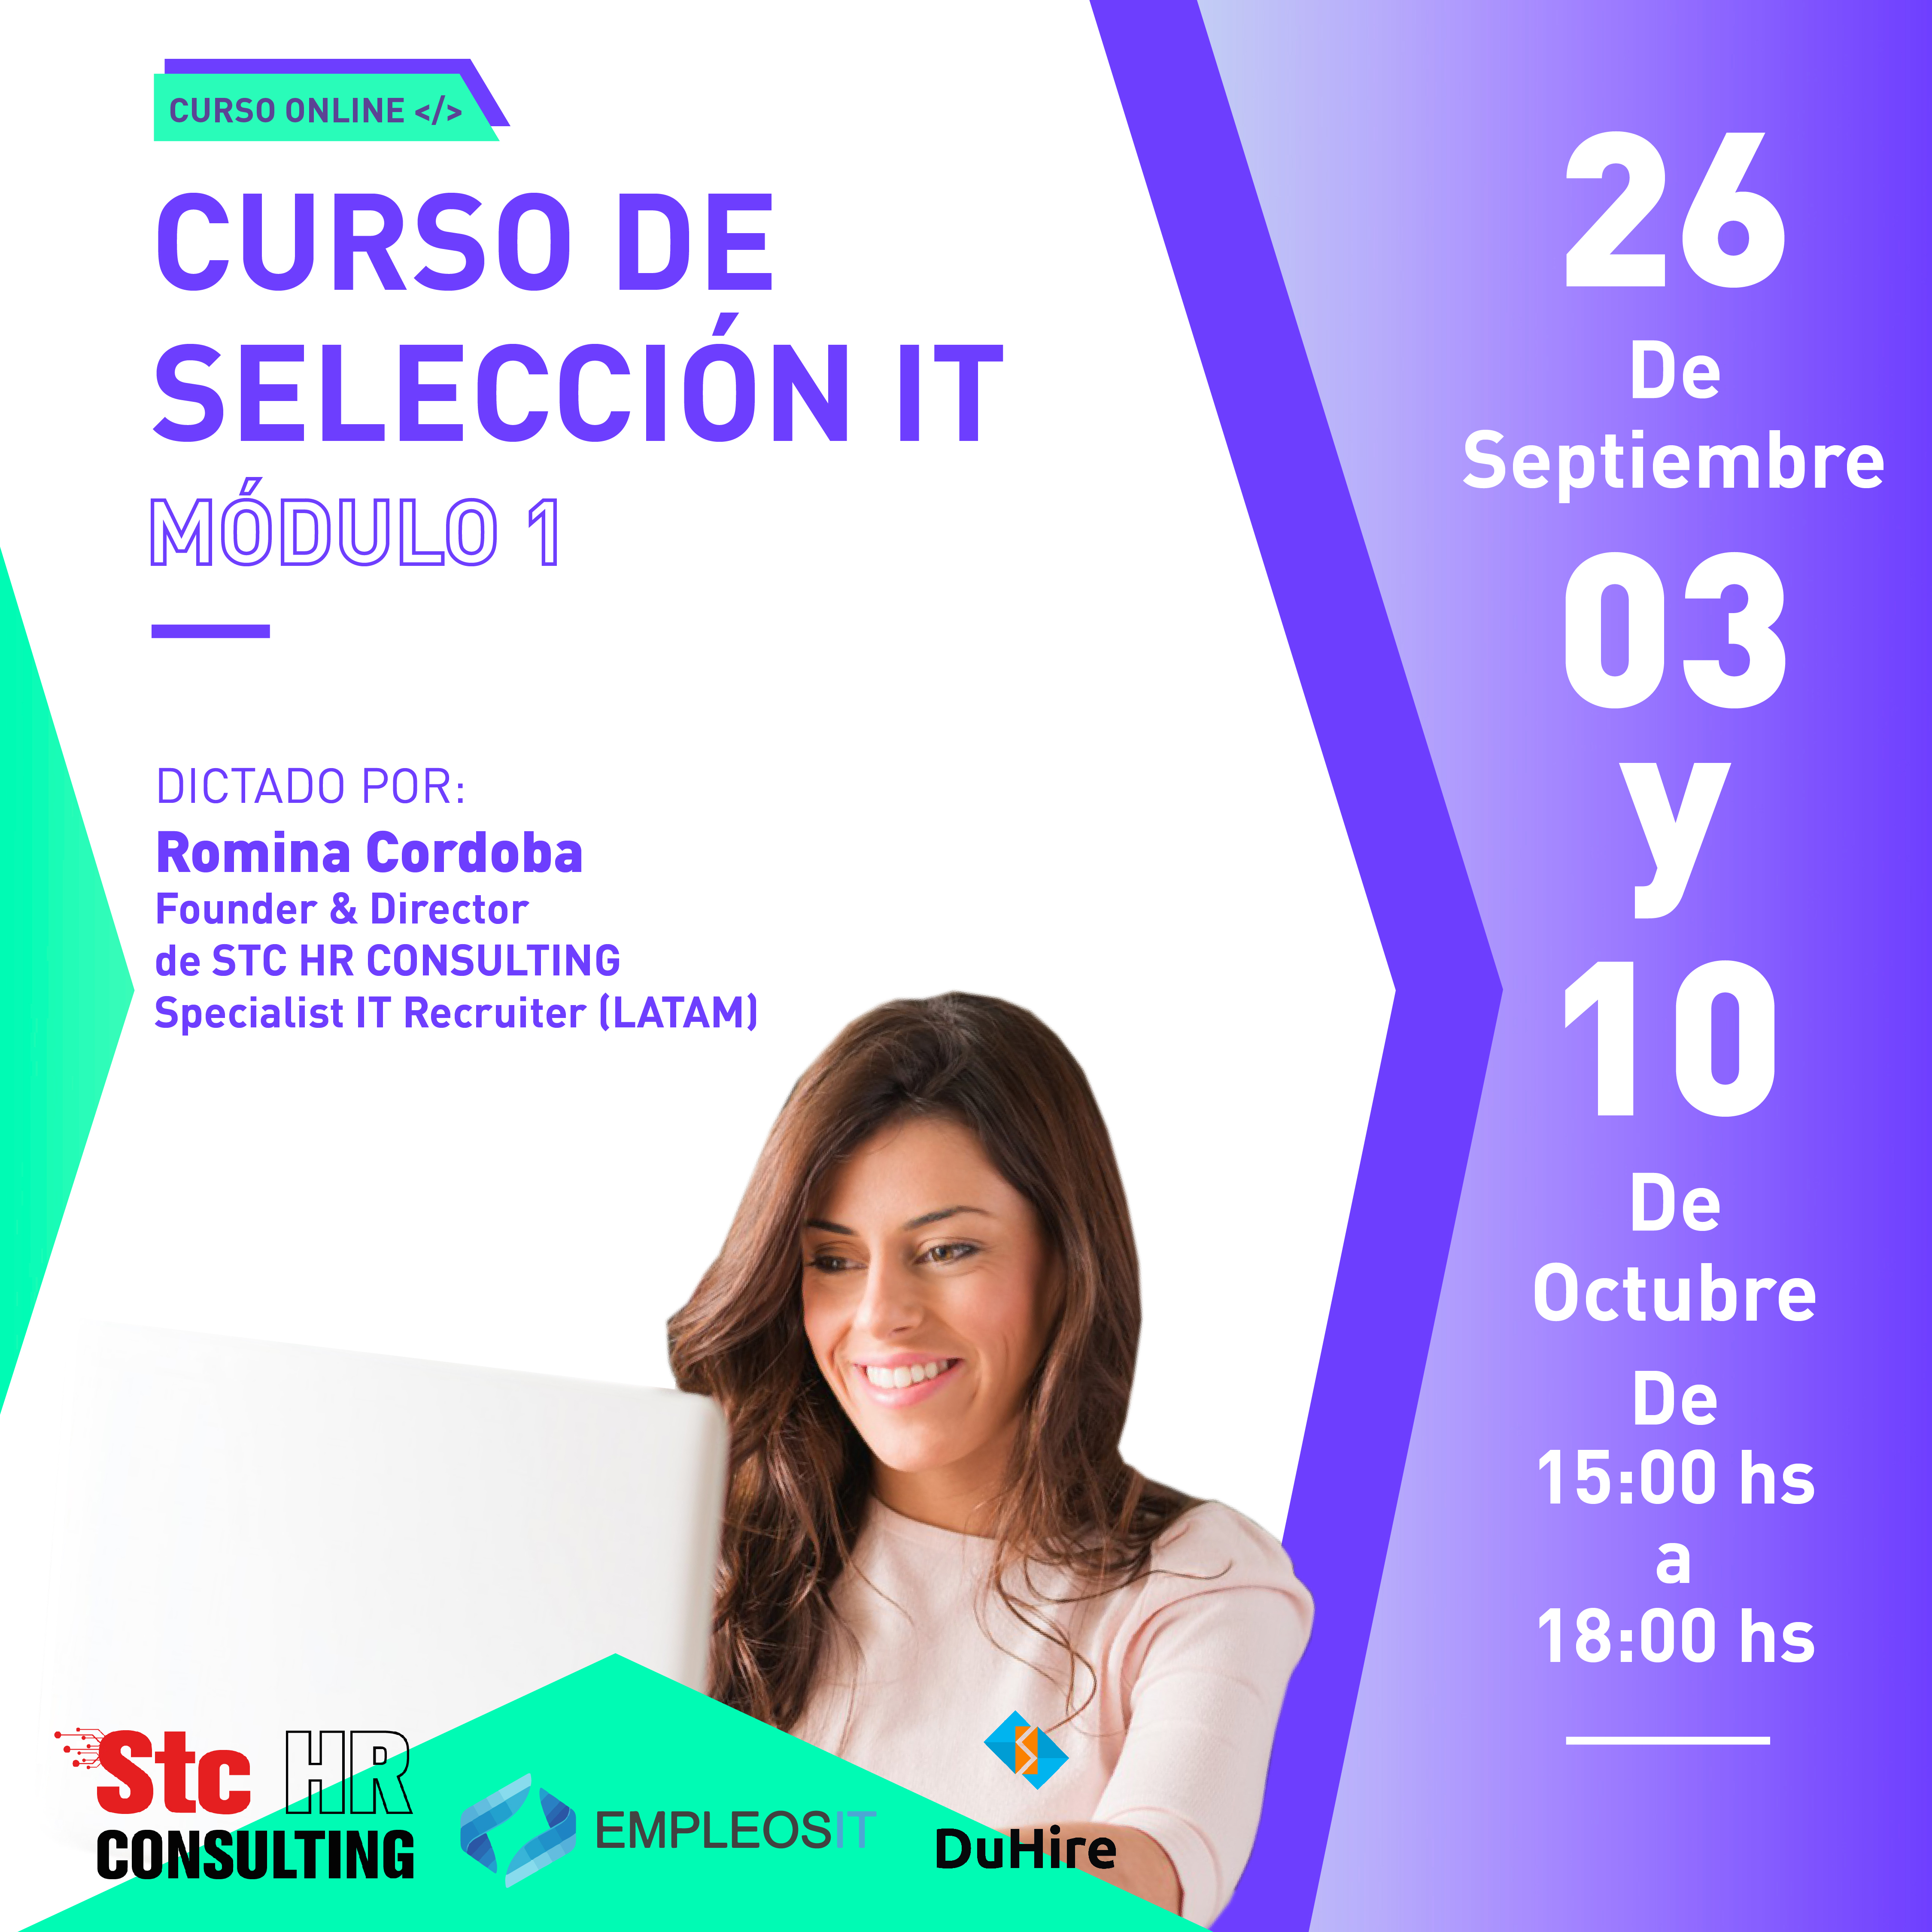 CURSO ONLINE </>
CURSO DE
SELECCIÓN IT
MÓDULO 1
DICTADO POR:
Romina Cordoba
Founder & Director
de STC HR CONSULTING
Specialist IT Recruiter (LATAM)
26
De
Septiembre
03
y
10
De
Octubre
De
15:00 hs
a
18:00 hs
Stc HR
CONSULTING
EMPLEOSIT
DuHire